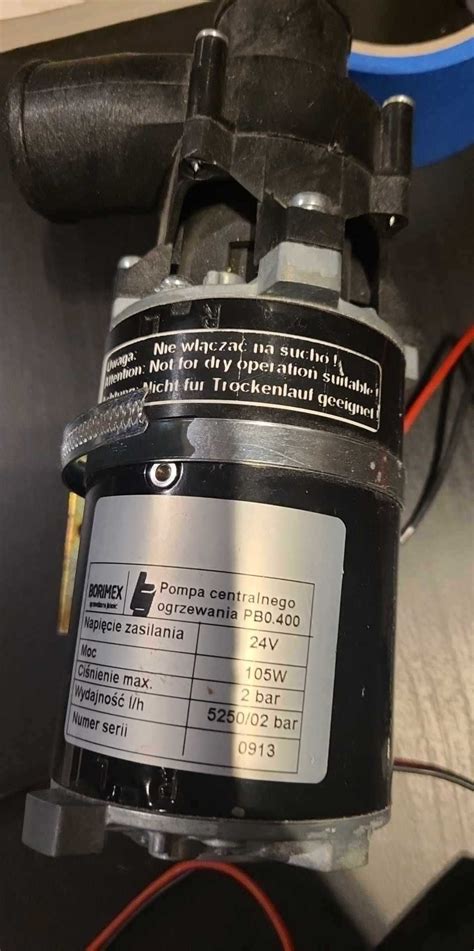 Uwaga: Nie włączać na sucho !
Attention: Not for dry operation suitable !
Achtung: Nicht fur Trockenlauf geeignet !
BORIMEX
Pompa centralnego
ogrzewania PB0.400
Napięcie zasilania 24V
Moc 105W
Ciśnienie max. 2 bar
Wydajność l/h 5250/02 bar
Numer serii 0913